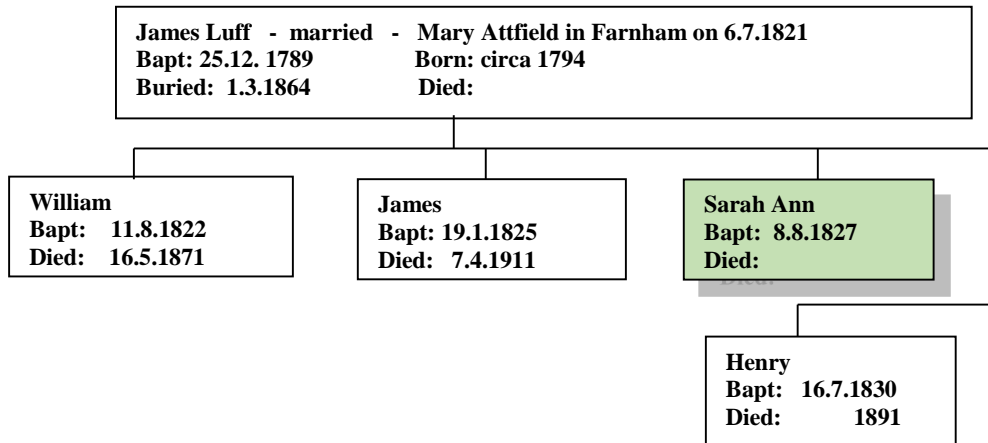 James Luff - married - Mary Attfield in Farnham on 6.7.1821
Bapt: 25.12. 1789 Born: circa 1794
Buried: 1.3.1864 Died:
William
Bapt: 11.8.1822
Died: 16.5.1871
James
Bapt: 19.1.1825
Died: 7.4.1911
Sarah Ann
Bapt: 8.8.1827
Died:
Henry
Bapt: 16.7.1830
Died: 1891